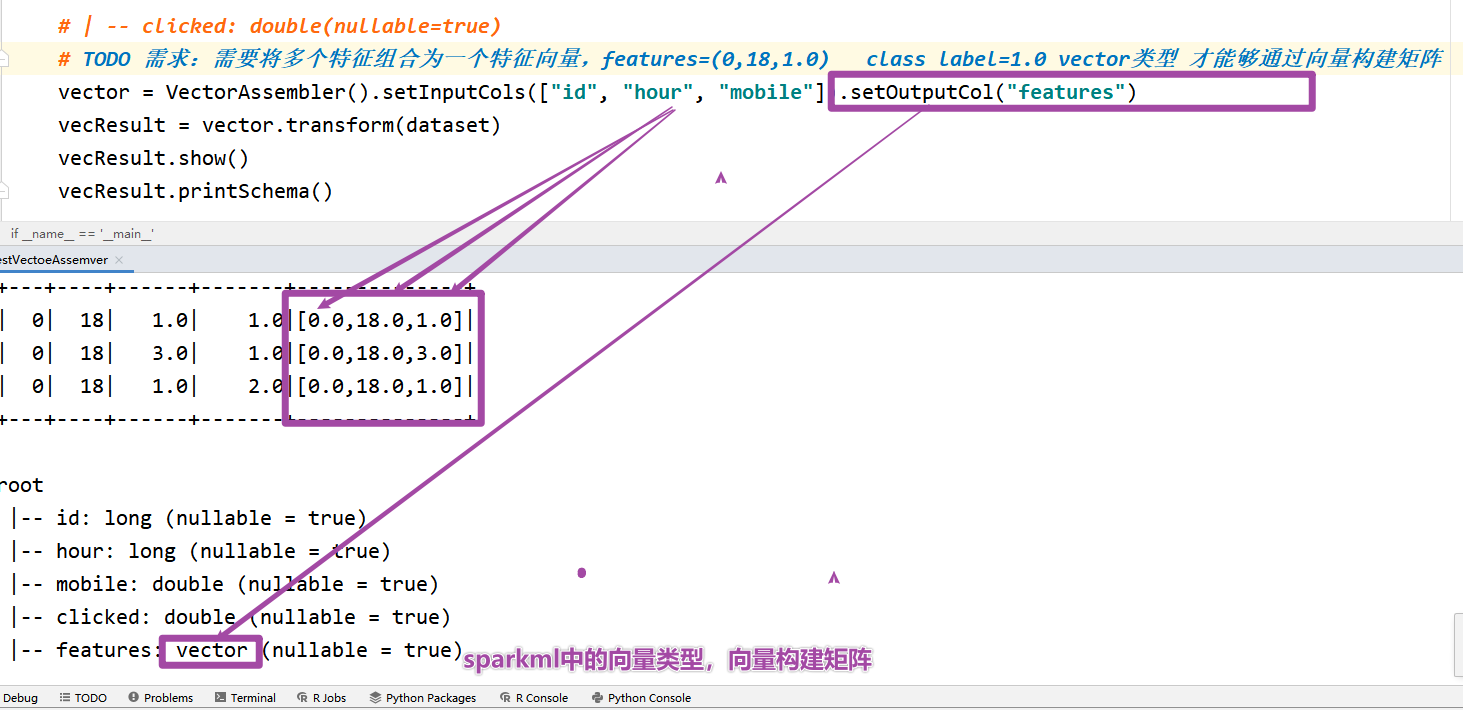 # | -- clicked: double(nullable=true)
# TODO 需求：需要将多个特征组合为一个特征向量，features=(0,18,1.0)   class label=1.0 vector类型 才能够通过向量构建矩阵
vector = VectorAssembler().setInputCols(["id", "hour", "mobile"]).setOutputCol("features")
vecResult = vector.transform(dataset)
vecResult.show()
vecResult.printSchema()
if __name__ == '__main__'
estVectoeAssemver ×
+---+----+------+-------+--------------+
|  0|  18|   1.0|    1.0|[0.0,18.0,1.0]|
|  0|  18|   3.0|    1.0|[0.0,18.0,3.0]|
|  0|  18|   1.0|    2.0|[0.0,18.0,1.0]|
+---+----+------+-------+--------------+
root
|-- id: long (nullable = true)
|-- hour: long (nullable = true)
|-- mobile: double (nullable = true)
|-- clicked: double (nullable = true)
|-- features: vector (nullable = true)
sparkml中的向量类型，向量构建矩阵
Debug TODO Problems Terminal R Jobs Python Packages R Console Python Console